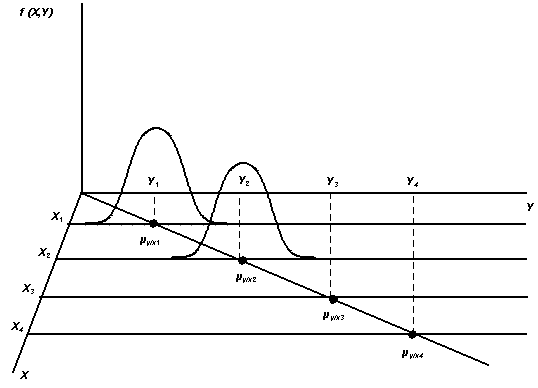 f (X,Y)
Y1 Y2 Y3 Y4
Y
X1
μy/x1
X2
μy/x2
X3
μy/x3
X4
μy/x4
X